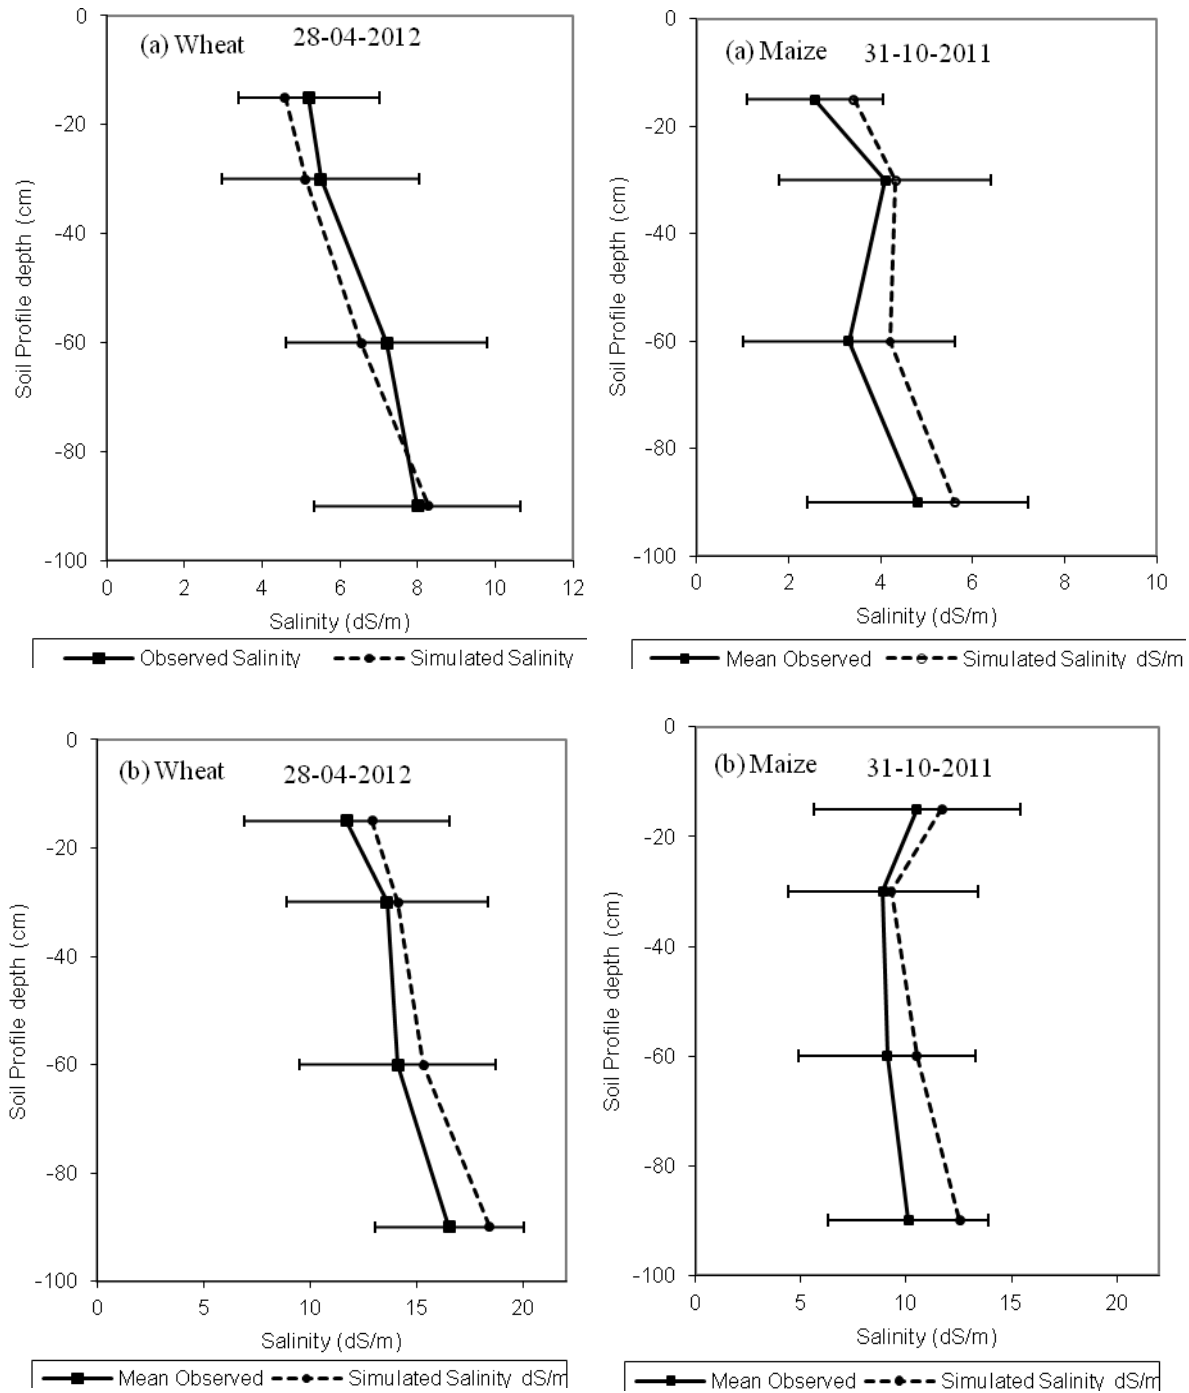 (a) Wheat 28-04-2012
0
-20
-40
-60
-80
-100
Soil Profile depth (cm)
0 2 4 6 8 10 12
Salinity (dS/m)
Observed Salinity Simulated Salinity
(a) Maize 31-10-2011
0
-20
-40
-60
-80
-100
Soil Profile depth (cm)
0 2 4 6 8 10
Salinity (dS/m)
Mean Observed Simulated Salinity dS/m
(b) Wheat 28-04-2012
0
-20
-40
-60
-80
-100
Soil Profile depth (cm)
0 5 10 15 20
Salinity (dS/m)
Mean Observed Simulated Salinity dS/m
(b) Maize 31-10-2011
0
-20
-40
-60
-80
-100
Soil Profile depth (cm)
0 5 10 15 20
Salinity (dS/m)
Mean Observed Simulated Salinity dS/m